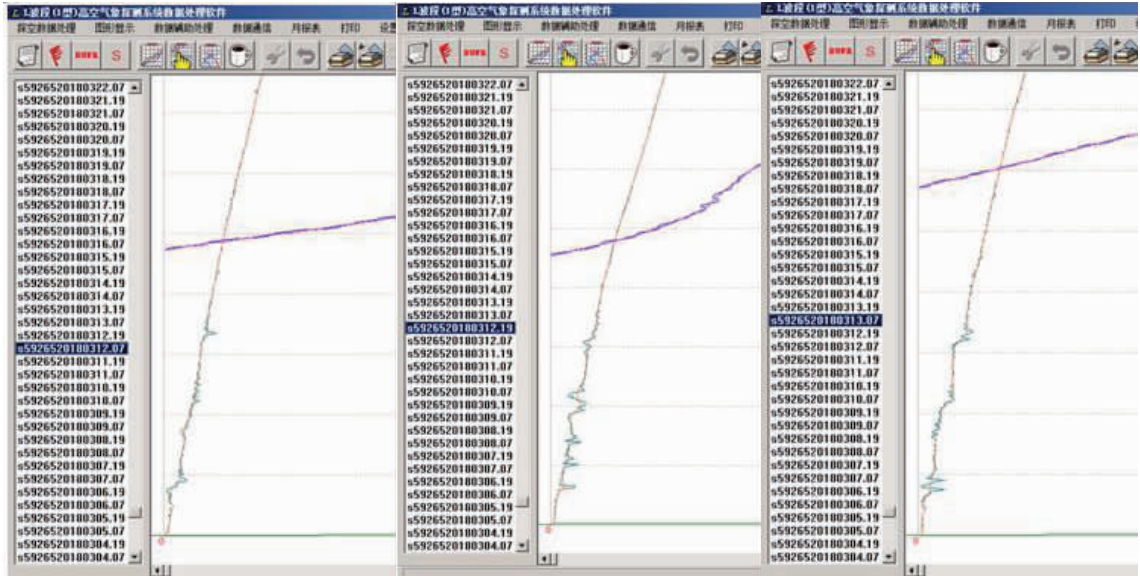 L波段(1型)高空气象探测系统数据处理软件
探空数据处理 图形显示 数据辅助处理 数据通信 月报表 打印
BUFR S
s5926520180322.07
s5926520180321.19
s5926520180321.07
s5926520180320.19
s5926520180320.07
s5926520180319.19
s5926520180319.07
s5926520180318.19
s5926520180318.07
s5926520180317.19
s5926520180317.07
s5926520180316.19
s5926520180316.07
s5926520180315.19
s5926520180315.07
s5926520180314.19
s5926520180314.07
s5926520180313.19
s5926520180313.07
s5926520180312.19
s5926520180312.07
s5926520180311.19
s5926520180311.07
s5926520180310.19
s5926520180310.07
s5926520180309.19
s5926520180309.07
s5926520180308.19
s5926520180308.07
s5926520180307.19
s5926520180307.07
s5926520180306.19
s5926520180306.07
s5926520180305.19
s5926520180305.07
s5926520180304.19
s5926520180304.07
0
L波段(1型)高空气象探测系统数据处理软件
探空数据处理 图形显示 数据辅助处理 数据通信 月报表 打印
BUFR S
s5926520180322.07
s5926520180321.19
s5926520180321.07
s5926520180320.19
s5926520180320.07
s5926520180319.19
s5926520180319.07
s5926520180318.19
s5926520180318.07
s5926520180317.19
s5926520180317.07
s5926520180316.19
s5926520180316.07
s5926520180315.19
s5926520180315.07
s5926520180314.19
s5926520180314.07
s5926520180313.19
s5926520180313.07
s5926520180312.19
s5926520180312.07
s5926520180311.19
s5926520180311.07
s5926520180310.19
s5926520180310.07
s5926520180309.19
s5926520180309.07
s5926520180308.19
s5926520180308.07
s5926520180307.19
s5926520180307.07
s5926520180306.19
s5926520180306.07
s5926520180305.19
s5926520180305.07
s5926520180304.19
s5926520180304.07
0
L波段(1型)高空气象探测系统数据处理软件
探空数据处理 图形显示 数据辅助处理 数据通信 月报表 打印
BUFR S
s5926520180322.07
s5926520180321.19
s5926520180321.07
s5926520180320.19
s5926520180320.07
s5926520180319.19
s5926520180319.07
s5926520180318.19
s5926520180318.07
s5926520180317.19
s5926520180317.07
s5926520180316.19
s5926520180316.07
s5926520180315.19
s5926520180315.07
s5926520180314.19
s5926520180314.07
s5926520180313.19
s5926520180313.07
s5926520180312.19
s5926520180312.07
s5926520180311.19
s5926520180311.07
s5926520180310.19
s5926520180310.07
s5926520180309.19
s5926520180309.07
s5926520180308.19
s5926520180308.07
s5926520180307.19
s5926520180307.07
s5926520180306.19
s5926520180306.07
s5926520180305.19
s5926520180305.07
s5926520180304.19
s5926520180304.07
0